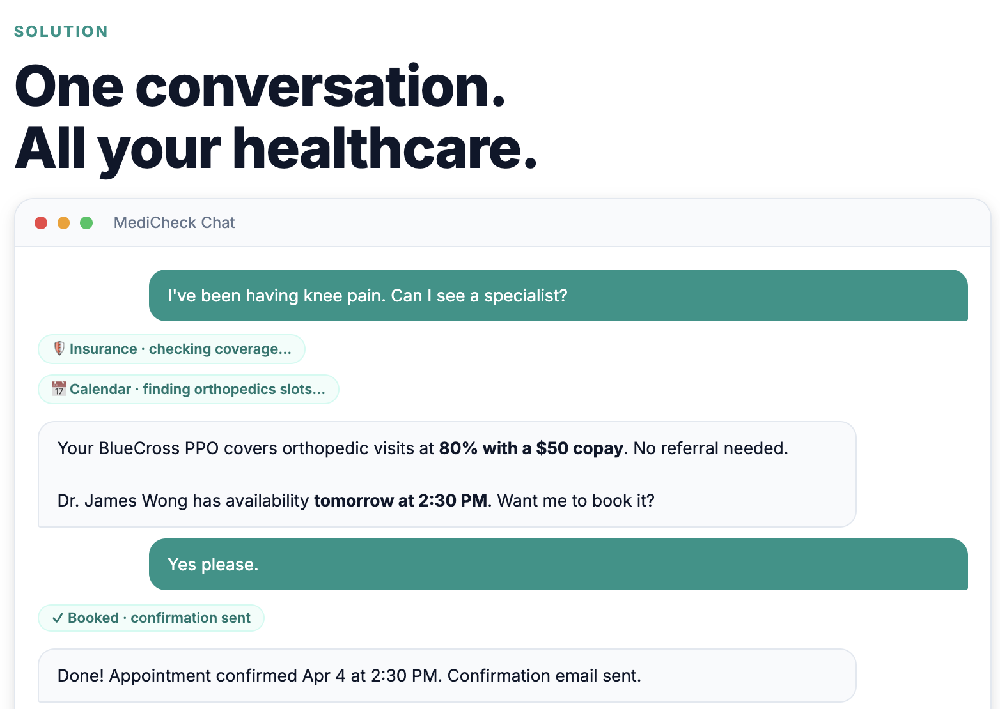 SOLUTION
One conversation.
All your healthcare.
MediCheck Chat
I've been having knee pain. Can I see a specialist?
Insurance · checking coverage...
17 Calendar · finding orthopedics slots...
Your BlueCross PPO covers orthopedic visits at 80% with a $50 copay. No referral needed.
Dr. James Wong has availability tomorrow at 2:30 PM. Want me to book it?
Yes please.
✓ Booked · confirmation sent
Done! Appointment confirmed Apr 4 at 2:30 PM. Confirmation email sent.